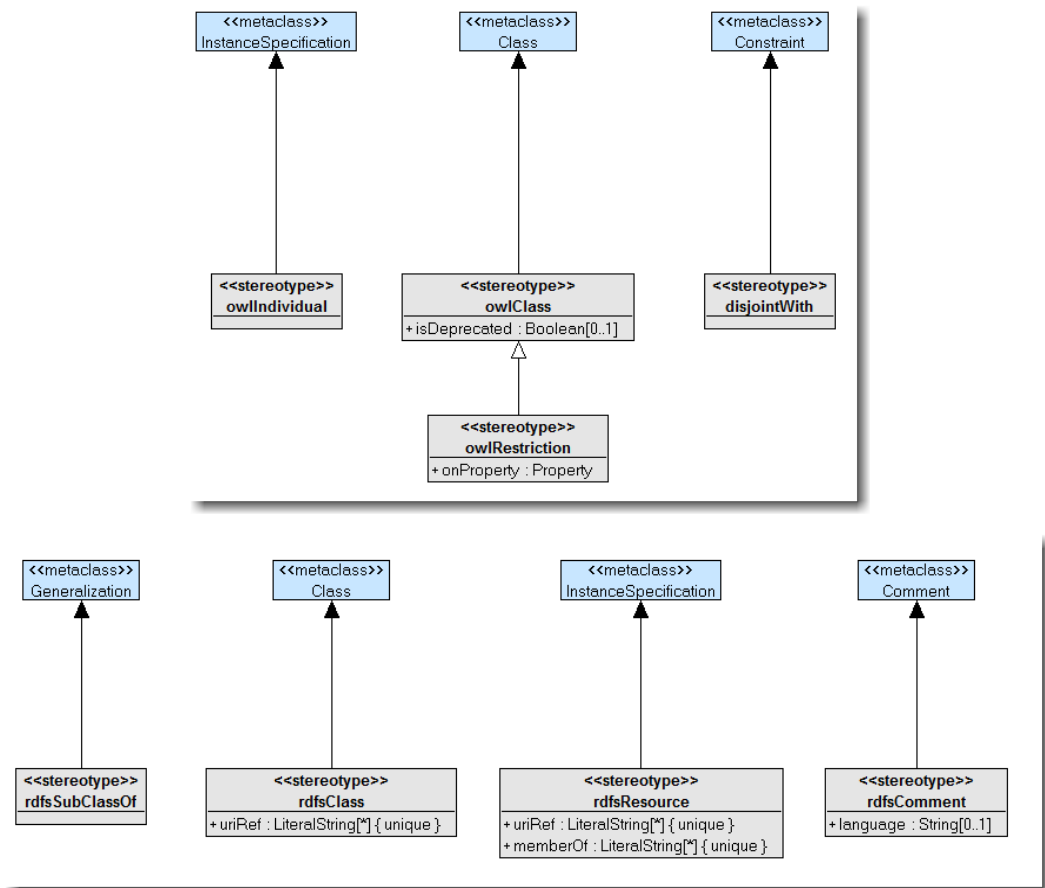 <<metaclass>>
InstanceSpecification
<<metaclass>>
Class
<<metaclass>>
Constraint
<<stereotype>>
owlIndividual
<<stereotype>>
owlClass
+ isDeprecated : Boolean[0..1]
<<stereotype>>
disjointWith
<<stereotype>>
owlRestriction
+ onProperty : Property
<<metaclass>>
Generalization
<<metaclass>>
Class
<<metaclass>>
InstanceSpecification
<<metaclass>>
Comment
<<stereotype>>
rdfsSubClassOf
<<stereotype>>
rdfsClass
+ uriRef : LiteralString[*] { unique }
<<stereotype>>
rdfsResource
+ uriRef : LiteralString[*] { unique }
+ memberOf : LiteralString[*] { unique }
<<stereotype>>
rdfsComment
+ language : String[0..1]